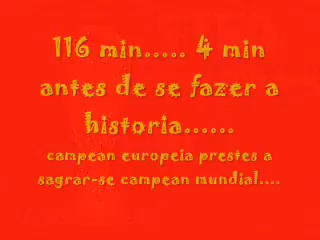 116 min..... 4 min
antes de se fazer a
historia......
campean europeia prestes a
sagrar-se campean mundial....